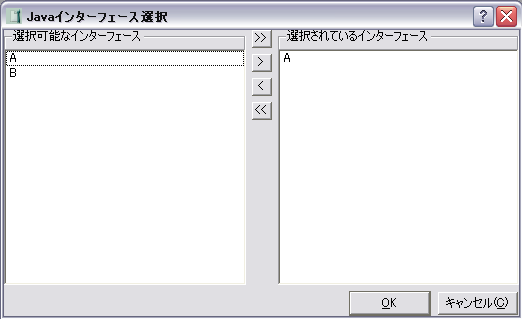 Javaインターフェース選択
選択可能なインターフェース
A
B
>>
>
<
<<
選択されているインターフェース
A
OK
キャンセル(C)